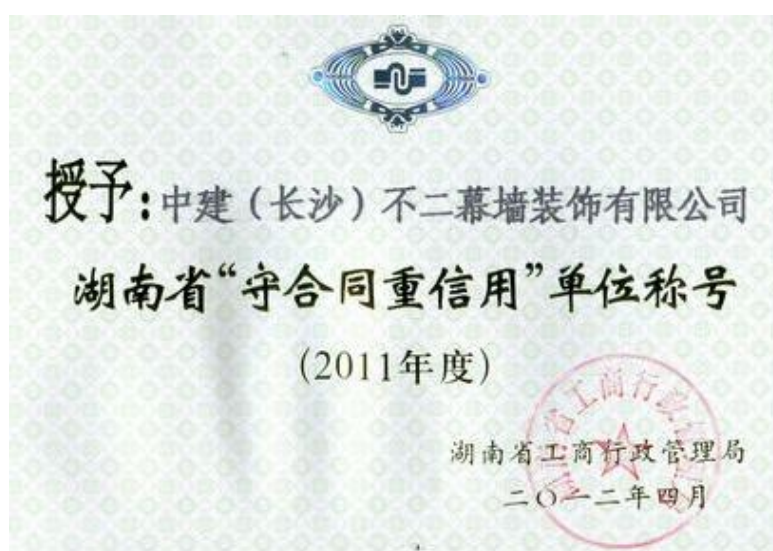 授予:中建(长沙)不二幕墙装饰有限公司
湖南省“守合同重信用”单位称号
(2011年度)
湖南省工商行政管理局
二〇一二年四月